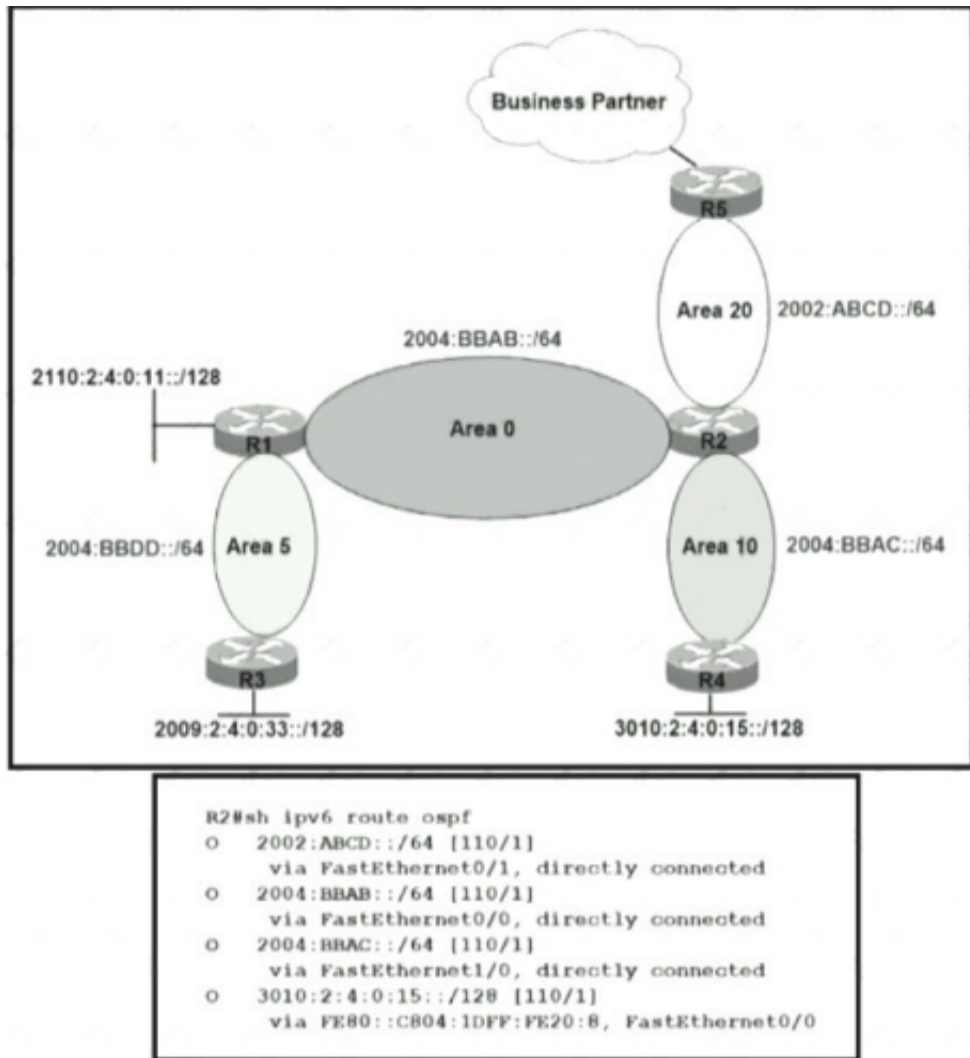 Business Partner
R5
Area 20
2002:ABCD::/64
2004:BBAB::/64
2110:2:4:0:11::/128
R1
Area 0
R2
2004:BBDD::/64
Area 5
Area 10
2004:BBAC::/64
R3
R4
2009:2:4:0:33::/128
3010:2:4:0:15::/128
R2#sh ipv6 route ospf
O 2002:ABCD::/64 [110/1]
via FastEthernet0/1, directly connected
O 2004:BBAB::/64 [110/1]
via FastEthernet0/0, directly connected
O 2004:BBAC::/64 [110/1]
via FastEthernet1/0, directly connected
O 3010:2:4:0:15::/128 [110/1]
via FE80::C804:1DFF:FE20:8, FastEthernet0/0